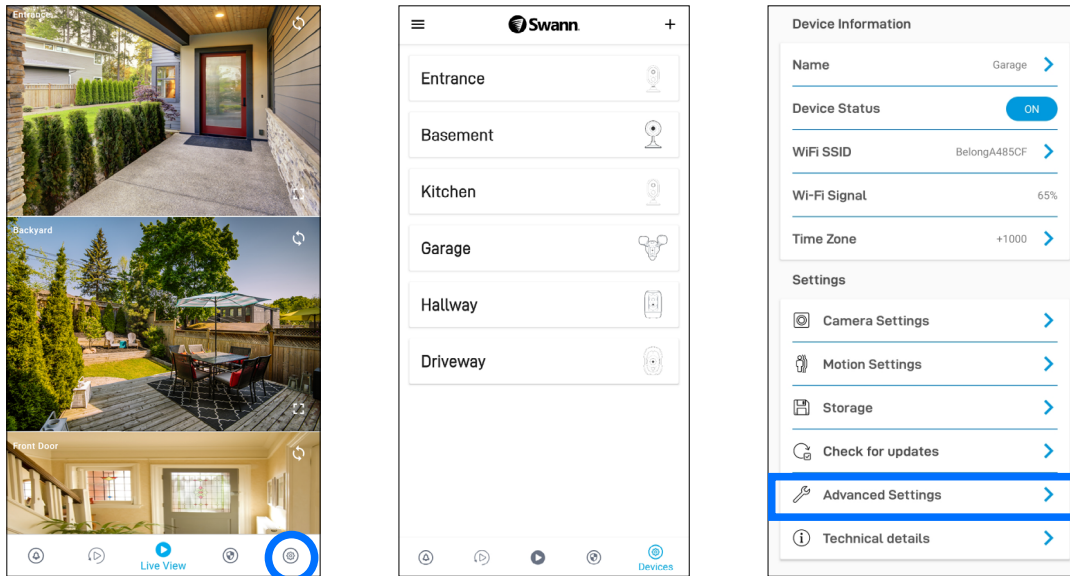 Entrance
Backyard
Front Door
Live View
Swann
+
Entrance
Basement
Kitchen
Garage
Hallway
Driveway
Devices
Device Information
Name Garage
Device Status ON
WiFi SSID BelongA485CF
Wi-Fi Signal 65%
Time Zone +1000
Settings
Camera Settings
Motion Settings
Storage
Check for updates
Advanced Settings
Technical details